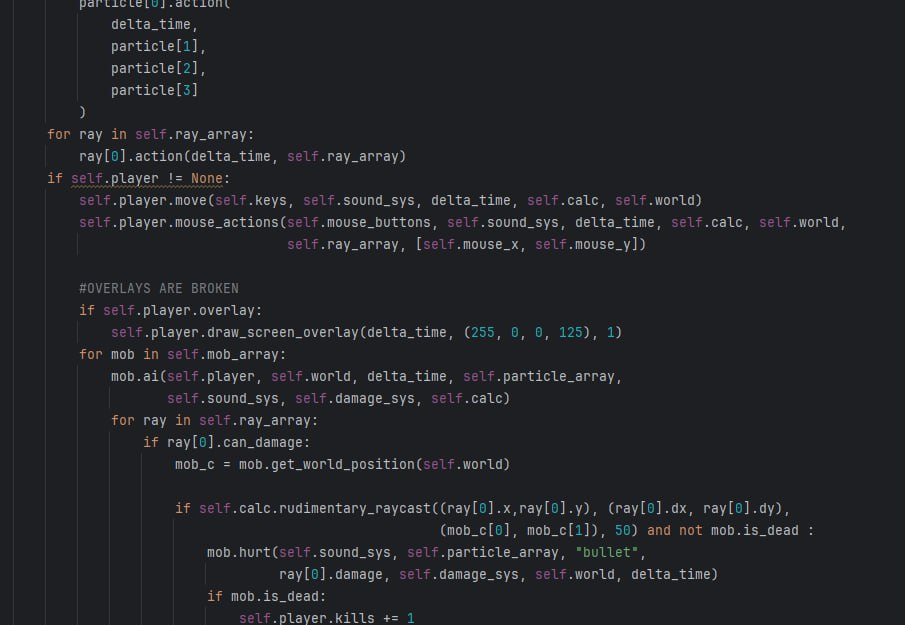 particle[0].action(
delta_time,
particle[1],
particle[2],
particle[3]
)
for ray in self.ray_array:
ray[0].action(delta_time, self.ray_array)
if self.player != None:
self.player.move(self.keys, self.sound_sys, delta_time, self.calc, self.world)
self.player.mouse_actions(self.mouse_buttons, self.sound_sys, delta_time, self.calc, self.world,
self.ray_array, [self.mouse_x, self.mouse_y])
#OVERLAYS ARE BROKEN
if self.player.overlay:
self.player.draw_screen_overlay(delta_time, (255, 0, 0, 125), 1)
for mob in self.mob_array:
mob.ai(self.player, self.world, delta_time, self.particle_array,
self.sound_sys, self.damage_sys, self.calc)
for ray in self.ray_array:
if ray[0].can_damage:
mob_c = mob.get_world_position(self.world)
if self.calc.rudimentary_raycast((ray[0].x,ray[0].y), (ray[0].dx, ray[0].dy),
(mob_c[0], mob_c[1]), 50) and not mob.is_dead :
mob.hurt(self.sound_sys, self.particle_array, "bullet",
ray[0].damage, self.damage_sys, self.world, delta_time)
if mob.is_dead:
self.player.kills += 1